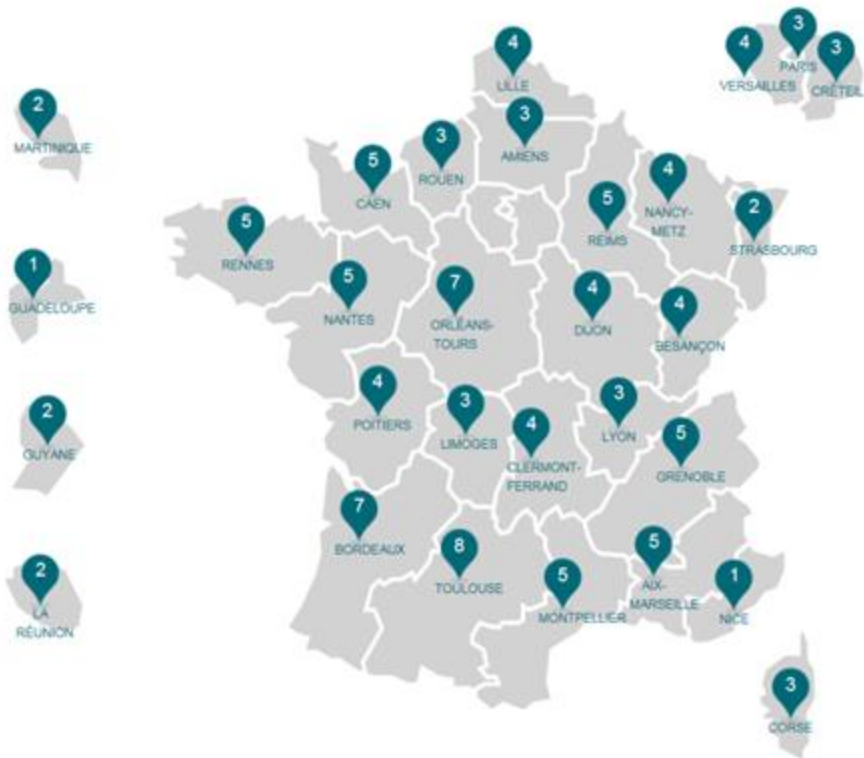 4
LILLE
4
VERSAILLES
3
PARIS
3
CRÉTEIL
2
MARTINIQUE
3
AMIENS
3
ROUEN
5
CAEN
4
NANCY-
METZ
5
REIMS
2
STRASBOURG
5
RENNES
1
GUADELOUPE
5
NANTES
7
ORLÉANS-
TOURS
4
DIJON
4
BESANÇON
2
GUYANE
4
POITIERS
3
LIMOGES
4
CLERMONT-
FERRAND
3
LYON
5
GRENOBLE
7
BORDEAUX
8
TOULOUSE
5
MONTPELLIER
5
AIX-
MARSEILLE
1
NICE
2
LA
RÉUNION
3
CORSE